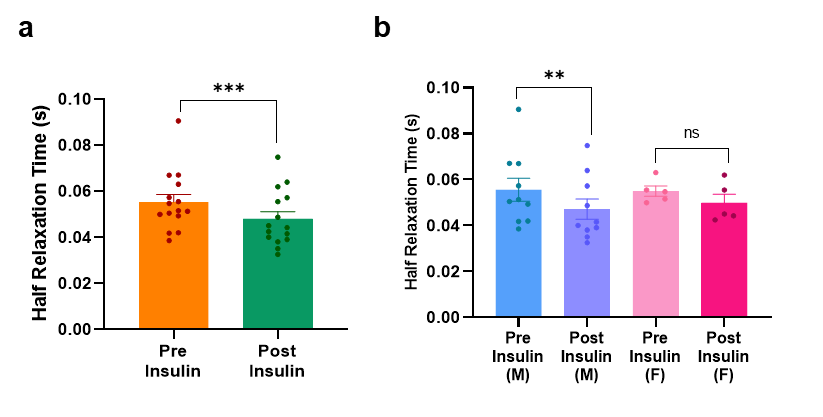 a
***
Half Relaxation Time (s)
0.10
0.08
0.06
0.04
0.02
0.00
Pre
Insulin
Post
Insulin
b
**
ns
Half Relaxation Time (s)
0.10
0.08
0.06
0.04
0.02
0.00
Pre
Insulin
(M)
Post
Insulin
(M)
Pre
Insulin
(F)
Post
Insulin
(F)